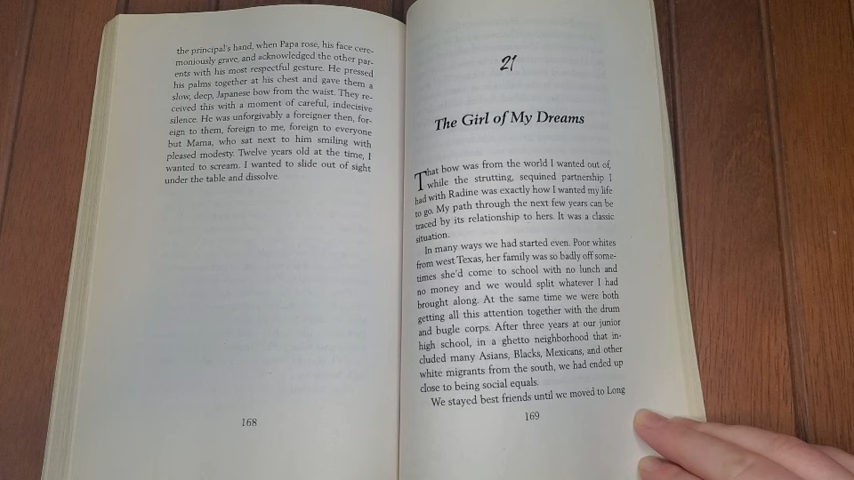 the principal's hand, when Papa rose, his face cere-
moniously grave, and acknowledged the other par-
ents with his most respectful gesture. He pressed
his palms together at his chest and gave them a
slow, deep, Japanese bow from the waist. They re-
ceived this with a moment of careful, indecisive
silence. He was unforgivably a foreigner then, for-
eign to them, foreign to me, foreign to everyone
but Mama, who sat next to him smiling with
pleased modesty. Twelve years old at the time, I
wanted to scream. I wanted to slide out of sight
under the table and dissolve.
168
21
The Girl of My Dreams
That bow was from the world I wanted out of,
while the strutting, sequined partnership I
had with Radine was exactly how I wanted my life
to go. My path through the next few years can be
traced by its relationship to hers. It was a classic
situation.
In many ways we had started even. Poor whites
from west Texas, her family was so badly off some-
times she'd come to school with no lunch and
no money and we would split whatever I had
brought along. At the same time we were both
getting all this attention together with the drum
and bugle corps. After three years at our junior
high school, in a ghetto neighborhood that in-
cluded many Asians, Blacks, Mexicans, and other
white migrants from the south, we had ended up
close to being social equals.
We stayed best friends until we moved to Long
169